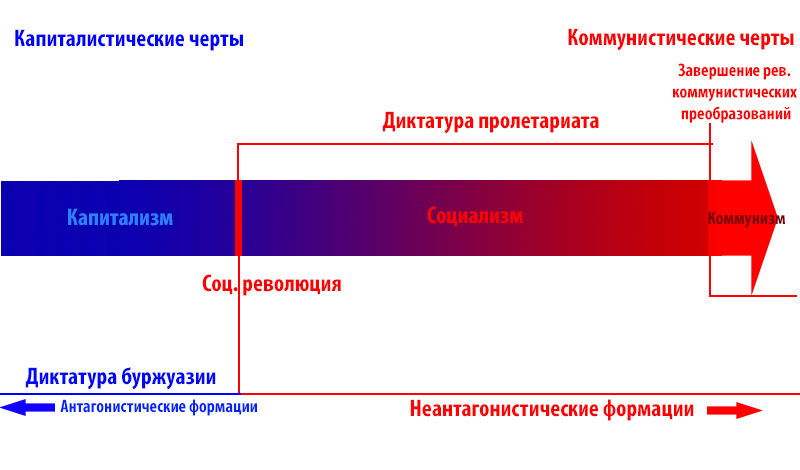 Капиталистические черты
Коммунистические черты
Завершение рев.
коммунистических
преобразований
Диктатура пролетариата
Капитализм
Социализм
Коммунизм
Соц. революция
Диктатура буржуазии
Антагонистические формации
Неантагонистические формации